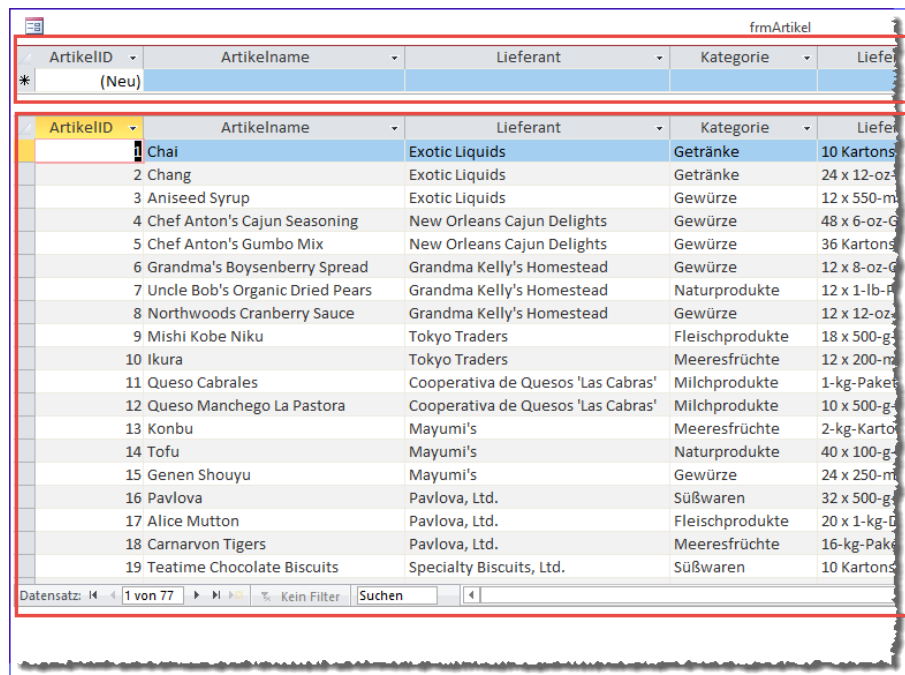 frmArtikel
ArtikelID Artikelname Lieferant Kategorie Liefe
(Neu)
ArtikelID Artikelname Lieferant Kategorie Liefe
1 Chai Exotic Liquids Getränke 10 Kartons
2 Chang Exotic Liquids Getränke 24 x 12-oz-
3 Aniseed Syrup Exotic Liquids Gewürze 12 x 550-m
4 Chef Anton's Cajun Seasoning New Orleans Cajun Delights Gewürze 48 x 6-oz-G
5 Chef Anton's Gumbo Mix New Orleans Cajun Delights Gewürze 36 Kartons
6 Grandma's Boysenberry Spread Grandma Kelly's Homestead Gewürze 12 x 8-oz-G
7 Uncle Bob's Organic Dried Pears Grandma Kelly's Homestead Naturprodukte 12 x 1-lb-P
8 Northwoods Cranberry Sauce Grandma Kelly's Homestead Gewürze 12 x 12-oz-
9 Mishi Kobe Niku Tokyo Traders Fleischprodukte 18 x 500-g-
10 Ikura Tokyo Traders Meeresfrüchte 12 x 200-m
11 Queso Cabrales Cooperativa de Quesos 'Las Cabras' Milchprodukte 1-kg-Paket
12 Queso Manchego La Pastora Cooperativa de Quesos 'Las Cabras' Milchprodukte 10 x 500-g-
13 Konbu Mayumi's Meeresfrüchte 2-kg-Karto
14 Tofu Mayumi's Naturprodukte 40 x 100-g-
15 Genen Shouyu Mayumi's Gewürze 24 x 250-m
16 Pavlova Pavlova, Ltd. Süßwaren 32 x 500-g-
17 Alice Mutton Pavlova, Ltd. Fleischprodukte 20 x 1-kg-D
18 Carnarvon Tigers Pavlova, Ltd. Meeresfrüchte 16-kg-Pake
19 Teatime Chocolate Biscuits Specialty Biscuits, Ltd. Süßwaren 10 Kartons
Datensatz: 1 von 77 Kein Filter Suchen